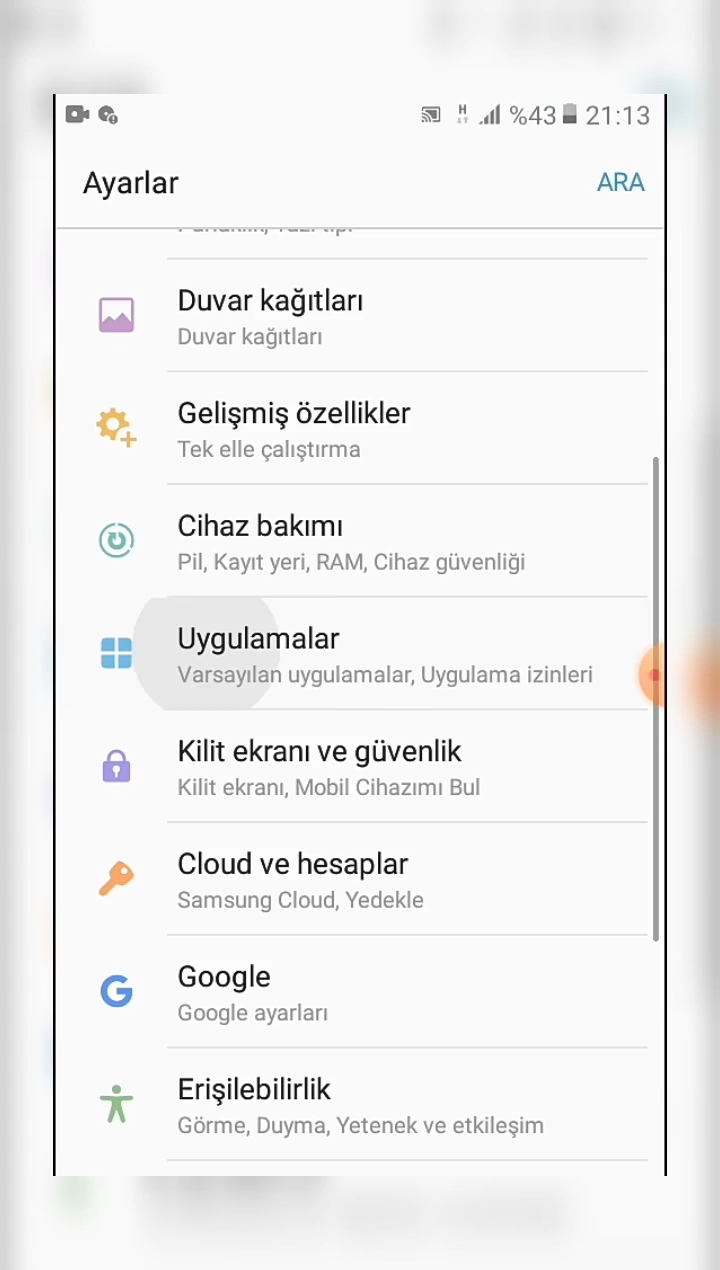 H
%43
21:13
Ayarlar
ARA
Duvar kağıtları
Duvar kağıtları
Gelişmiş özellikler
Tek elle çalıştırma
Cihaz bakımı
Pil, Kayıt yeri, RAM, Cihaz güvenliği
Uygulamalar
Varsayılan uygulamalar, Uygulama izinleri
Kilit ekranı ve güvenlik
Kilit ekranı, Mobil Cihazımı Bul
Cloud ve hesaplar
Samsung Cloud, Yedekle
Google
Google ayarları
Erişilebilirlik
Görme, Duyma, Yetenek ve etkileşim